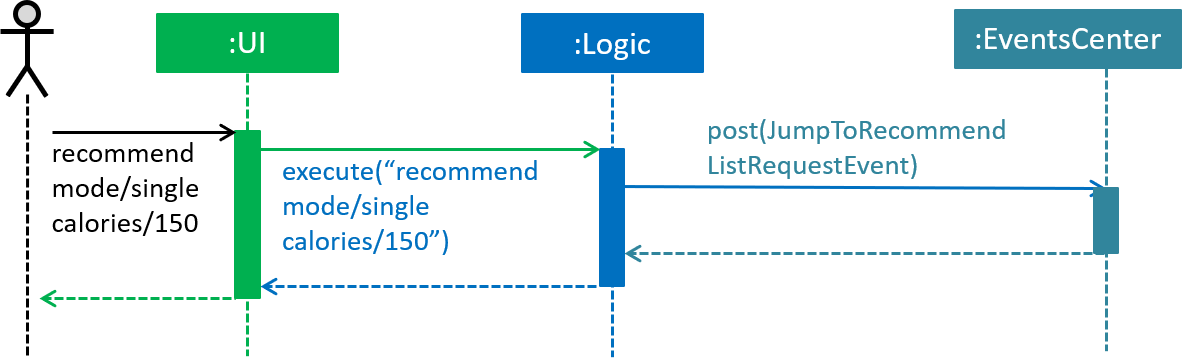 :UI
:Logic
:EventsCenter
recommend
mode/single
calories/150
execute(“recommend
mode/single
calories/150”)
post(JumpToRecommend
ListRequestEvent)